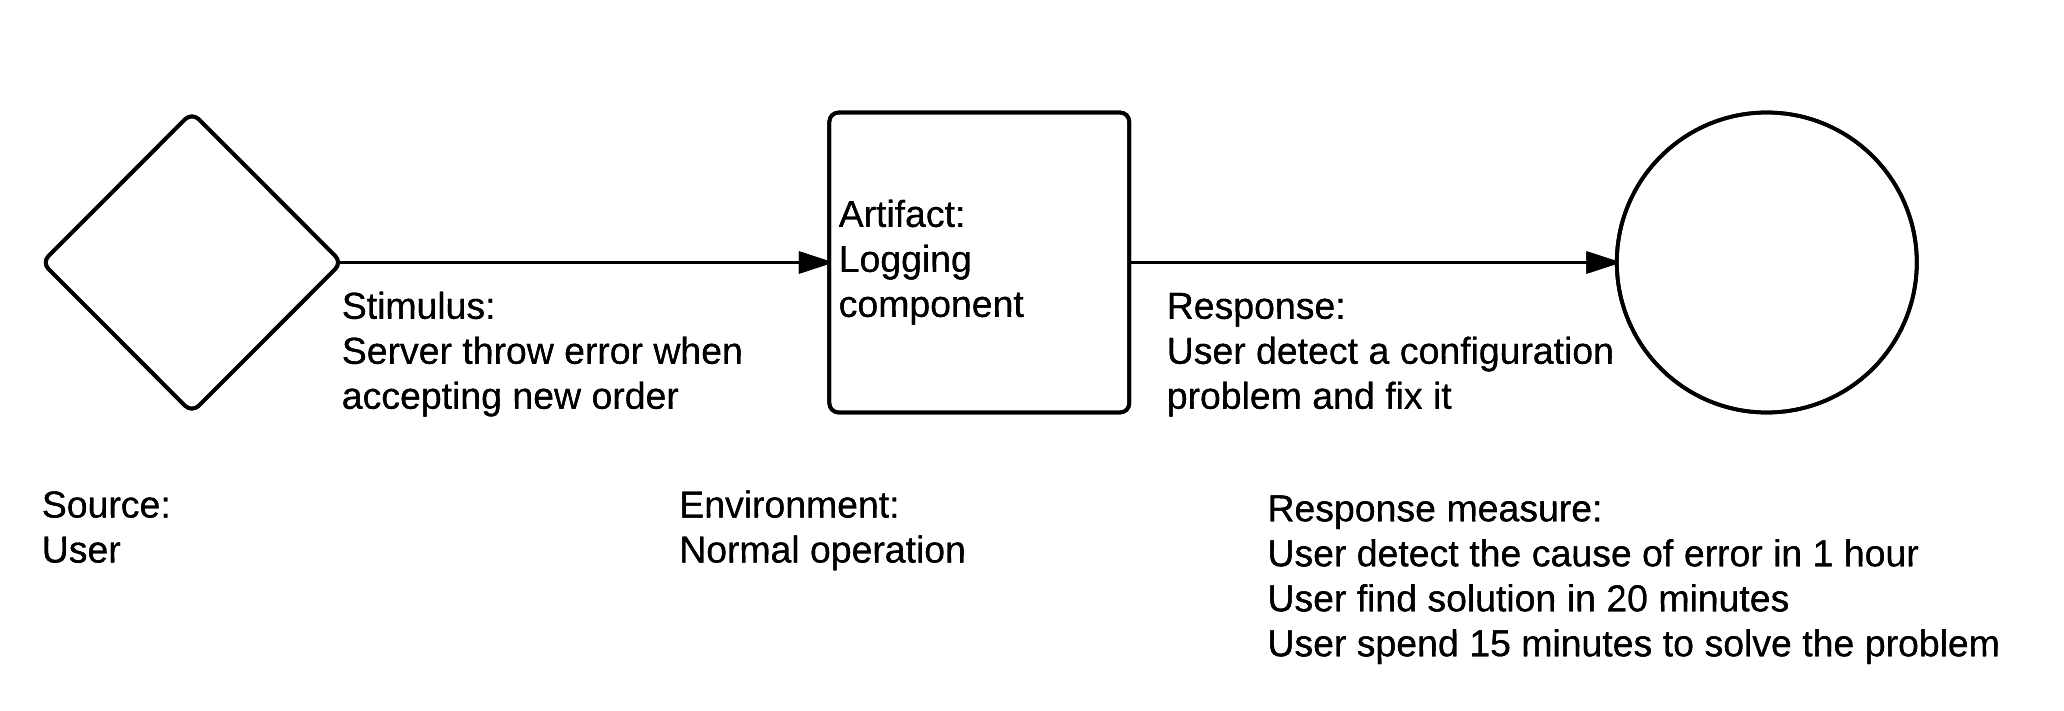 Artifact:
Logging
component
Stimulus:
Server throw error when
accepting new order
Response:
User detect a configuration
problem and fix it
Source:
User
Environment:
Normal operation
Response measure:
User detect the cause of error in 1 hour
User find solution in 20 minutes
User spend 15 minutes to solve the problem